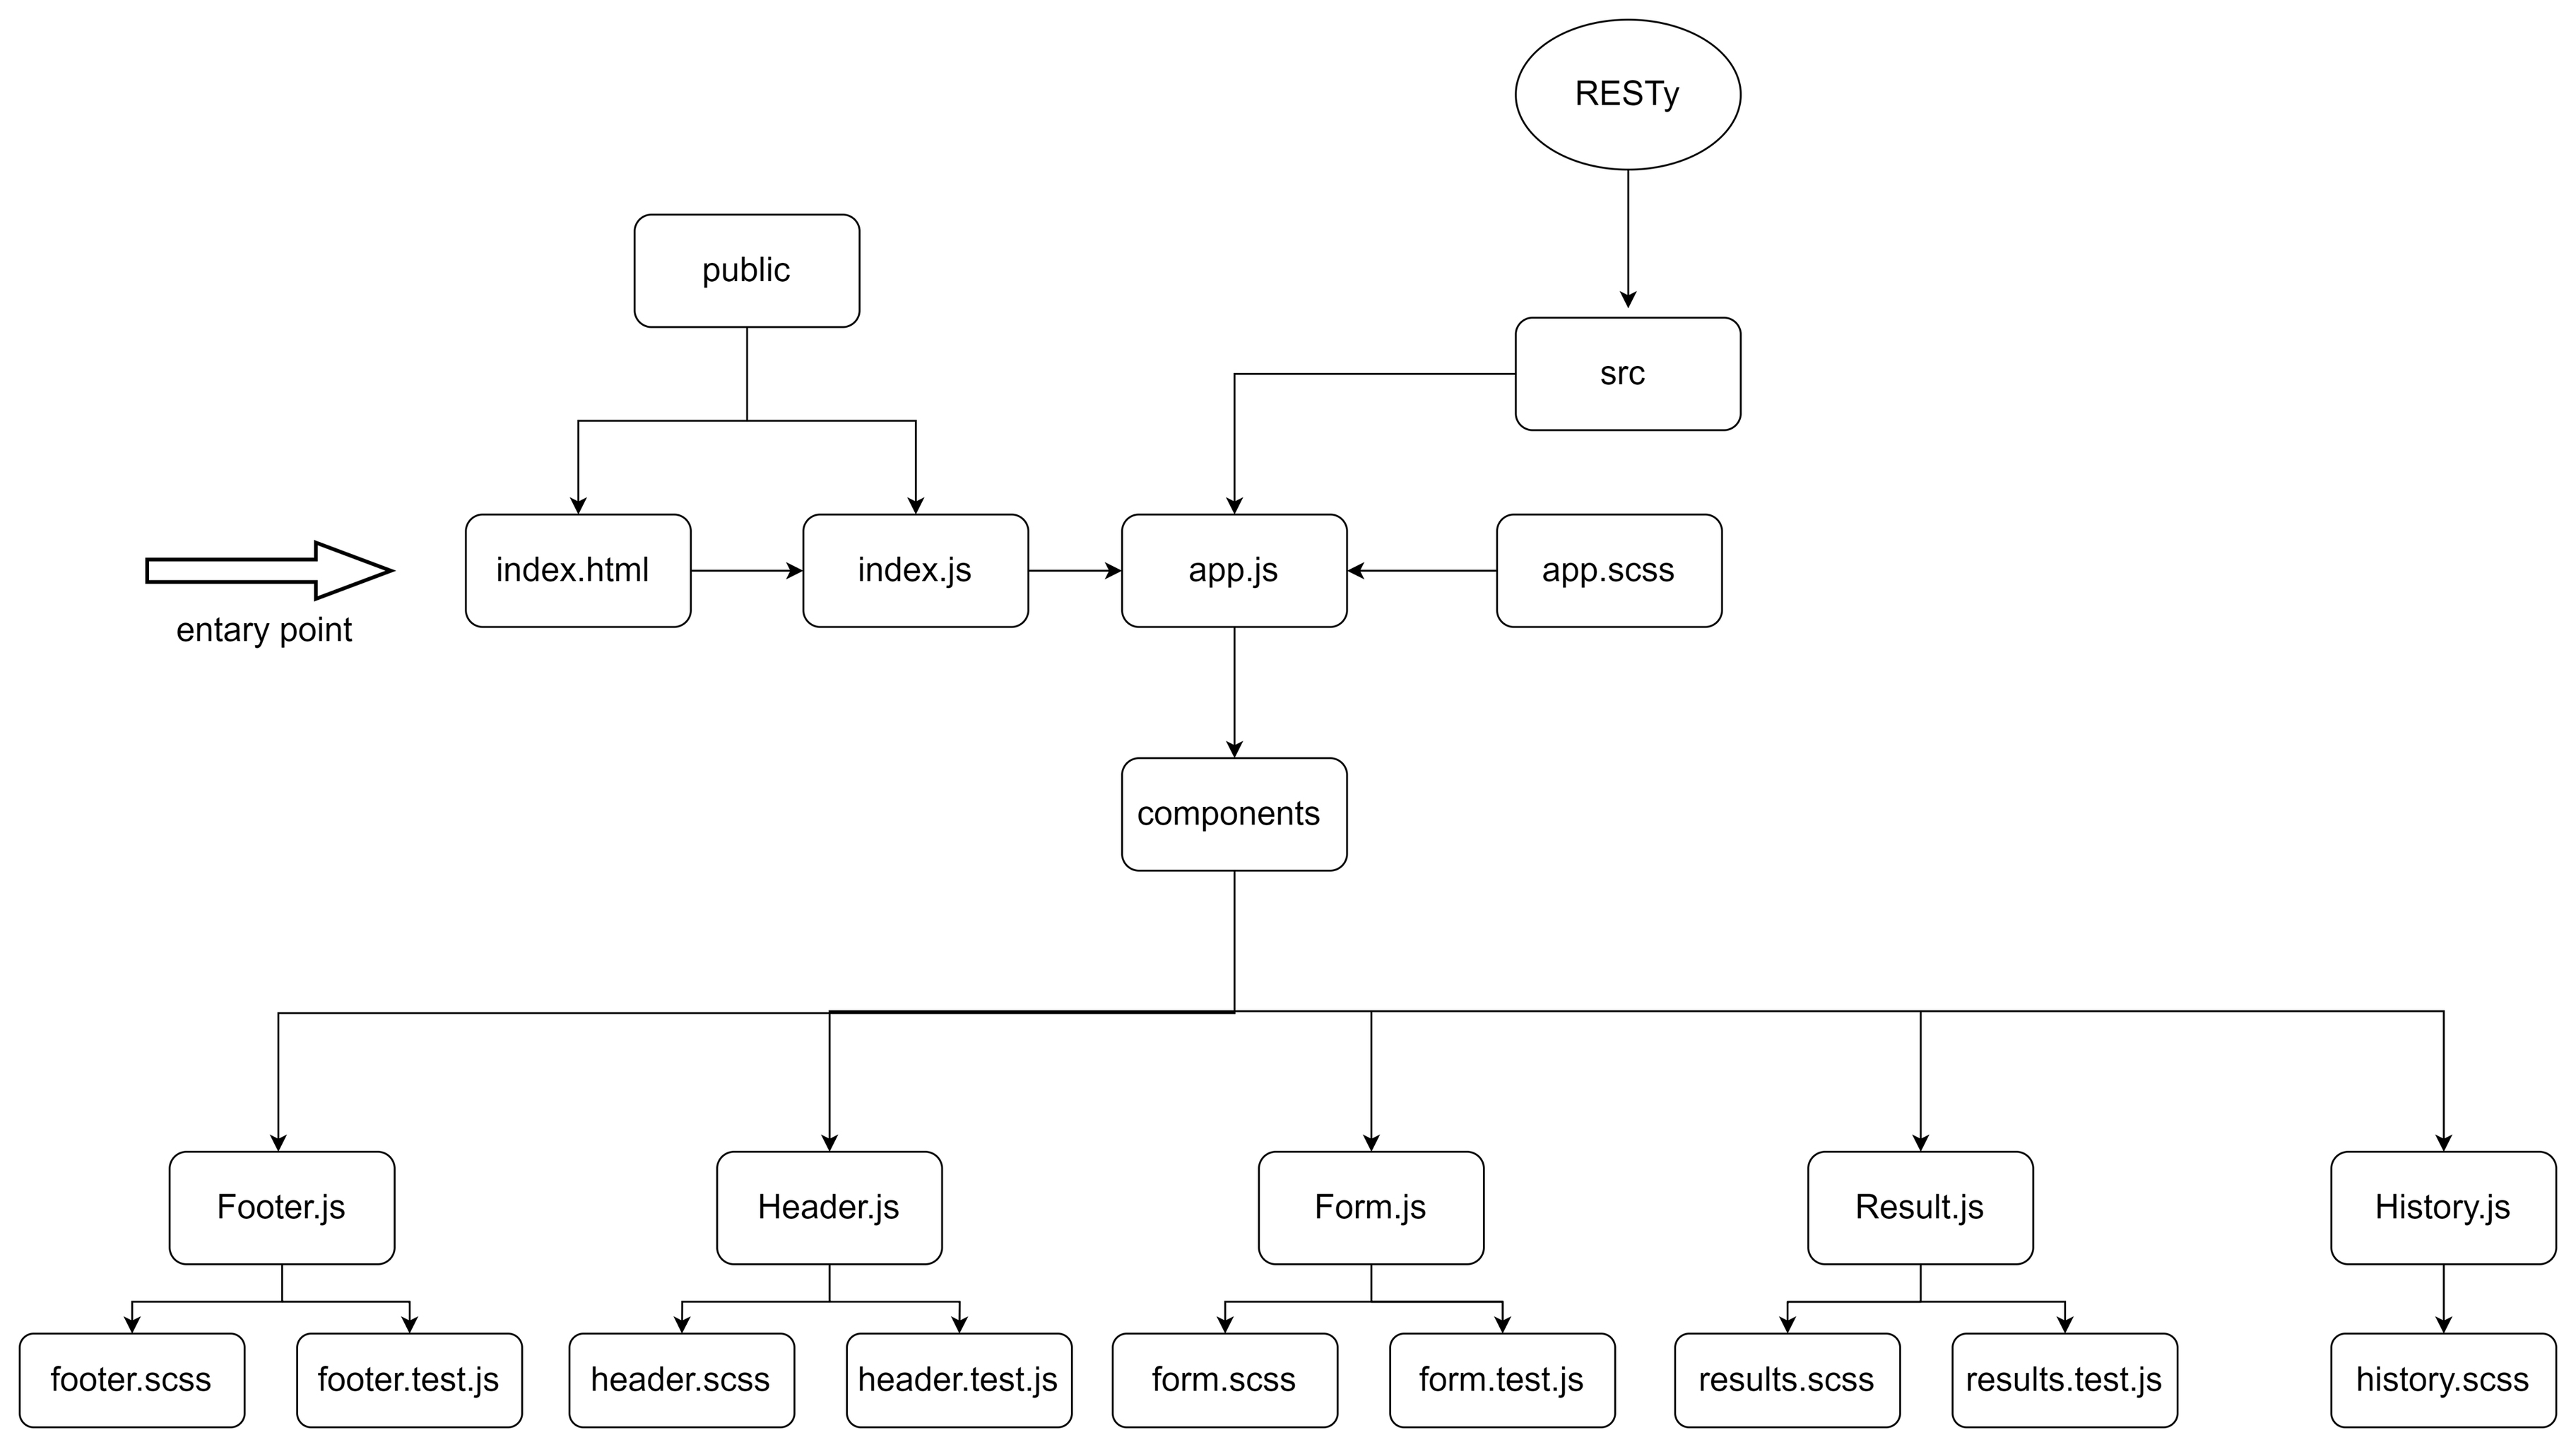 RESTy
public
src
index.html
index.js
app.js
app.scss
entary point
components
Footer.js
Header.js
Form.js
Result.js
History.js
footer.scss
footer.test.js
header.scss
header.test.js
form.scss
form.test.js
results.scss
results.test.js
history.scss